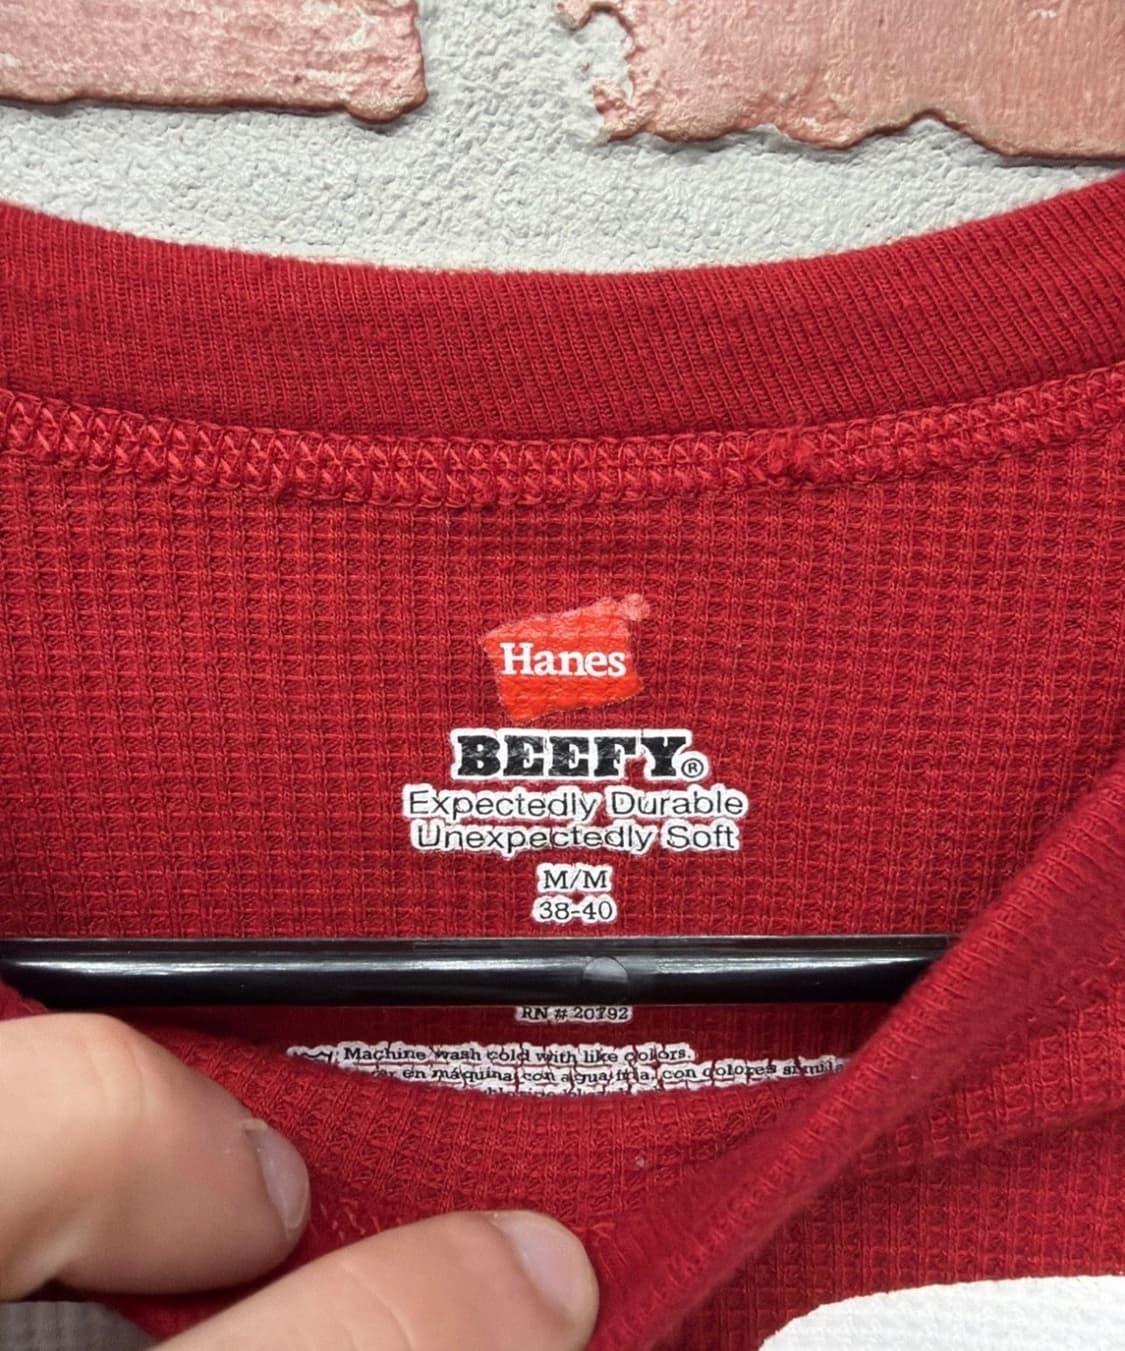 Hanes
BEEFY®
Expectedly Durable
Unexpectedly Soft
M/M
38-40
RN # 20792
Machine wash cold with like colors.
en máquina con agua fría, con colores